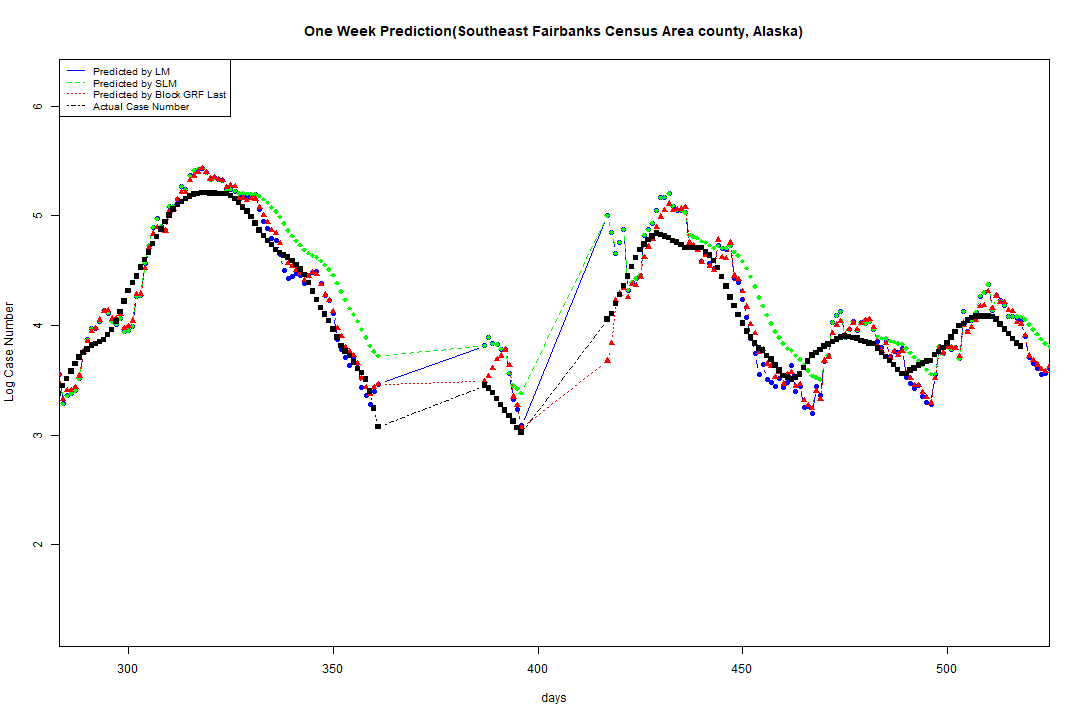 One Week Prediction(Southeast Fairbanks Census Area county, Alaska)
Predicted by LM
Predicted by SLM
Predicted by Block GRF Last
Actual Case Number
6
5
4
3
2
Log Case Number
300
350
400
450
500
days